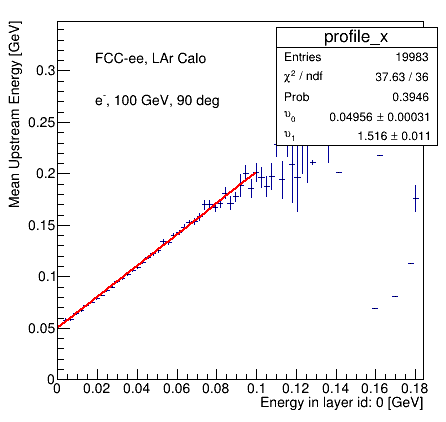 profile_x
Entries 19983
χ² / ndf 37.63 / 36
Prob 0.3946
υ₀ 0.04956 ± 0.00031
υ₁ 1.516 ± 0.011
FCC-ee, LAr Calo
e⁻, 100 GeV, 90 deg
Mean Upstream Energy [GeV]
0.3
0.25
0.2
0.15
0.1
0.05
0
0 0.02 0.04 0.06 0.08 0.1 0.12 0.14 0.16 0.18
Energy in layer id: 0 [GeV]